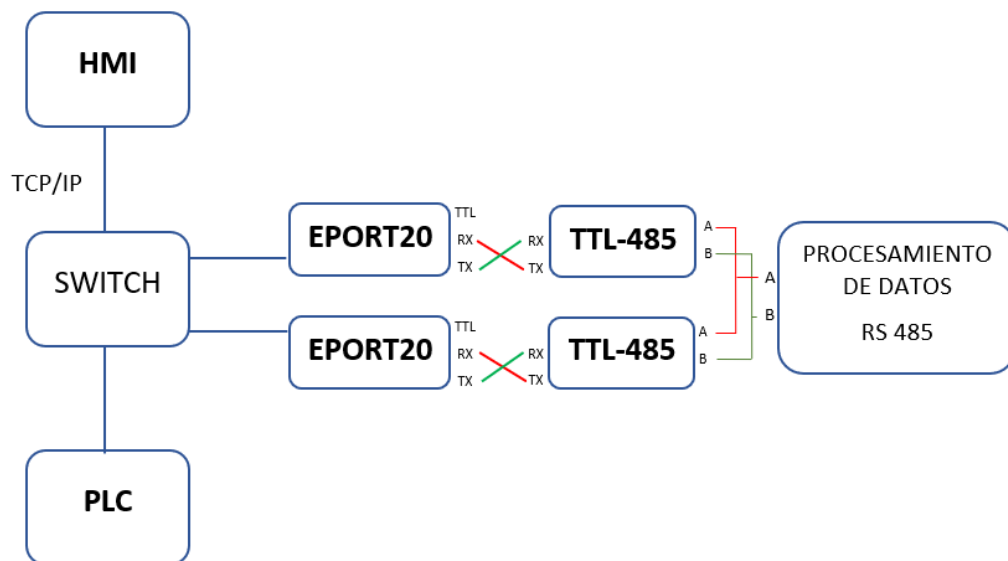 HMI
TCP/IP
SWITCH
PLC
EPORT20
TTL
RX
TX
RX
TX
TTL-485
A
B
EPORT20
TTL
RX
TX
RX
TX
TTL-485
A
B
A
B
PROCESAMIENTO
DE DATOS
RS 485